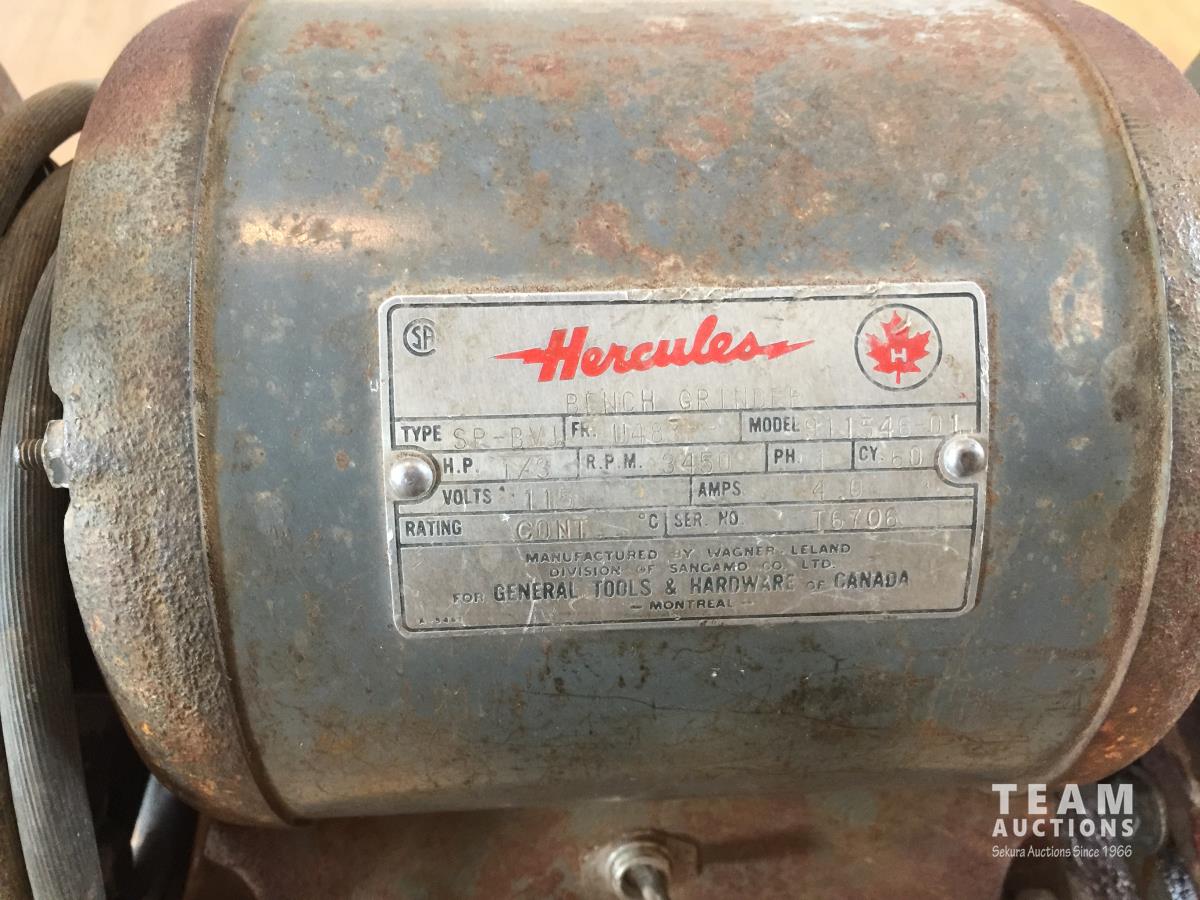 SA
Hercules
H
BENCH GRINDER
TYPE SP-BVJ FR. U48 MODEL 911546-01
H.P. 1/3 R.P.M. 3450 PH. 1 CY. 60
VOLTS 115 AMPS 4.9
RATING CONT °C SER. NO. T6706
MANUFACTURED BY WAGNER LELAND
DIVISION OF SANGAMO CO. LTD.
FOR GENERAL TOOLS & HARDWARE OF CANADA
— MONTREAL —
TEAM
AUCTIONS
Sekura Auctions Since 1966